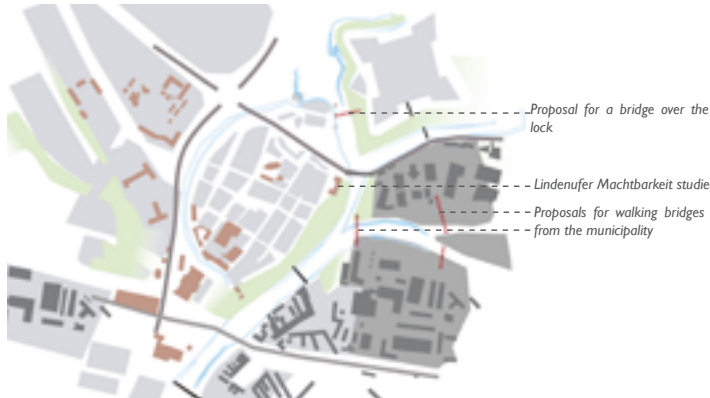 Proposal for a bridge over the
lock
Lindenufer Machtbarkeit studie
Proposals for walking bridges
from the municipality